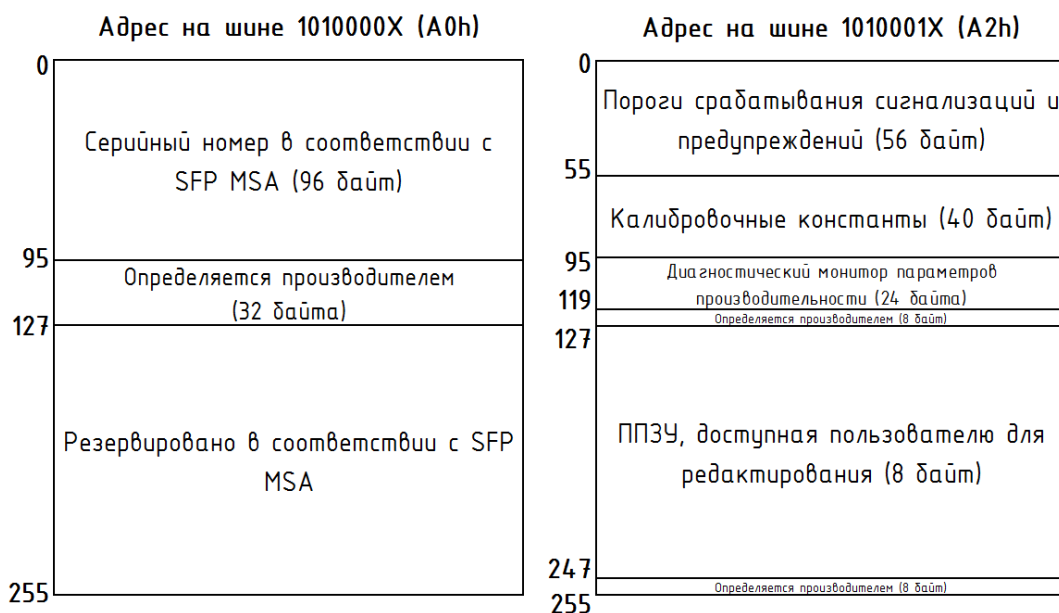 Адрес на шине 1010000X (A0h)
0
Серийный номер в соответствии с
SFP MSA (96 байт)
95
Определяется производителем
(32 байта)
127
Резервировано в соответствии с SFP
MSA
255
Адрес на шине 1010001X (A2h)
0
Пороги срабатывания сигнализаций и
предупреждений (56 байт)
55
Калибровочные константы (40 байт)
95
Диагностический монитор параметров
производительности (24 байта)
119
Определяется производителем (8 байт)
127
ППЗУ, доступная пользователю для
редактирования (8 байт)
247
Определяется производителем (8 байт)
255